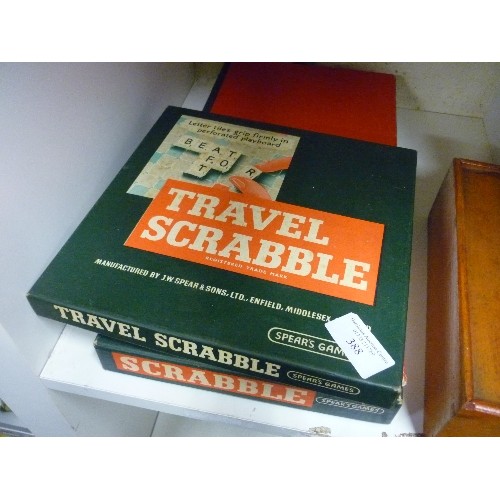 Letter tiles grip firmly in
perforated playboard
BEAT
FOR
T
TRAVEL
SCRABBLE
REGISTERED TRADE MARK
MANUFACTURED BY J.W. SPEAR & SONS, LTD., ENFIELD, MIDDLESEX
SPEAR'S GAM
388
TRAVEL SCRABBLE
SPEAR'S GAMES
SCRABBLE
SPEAR'S GAMES